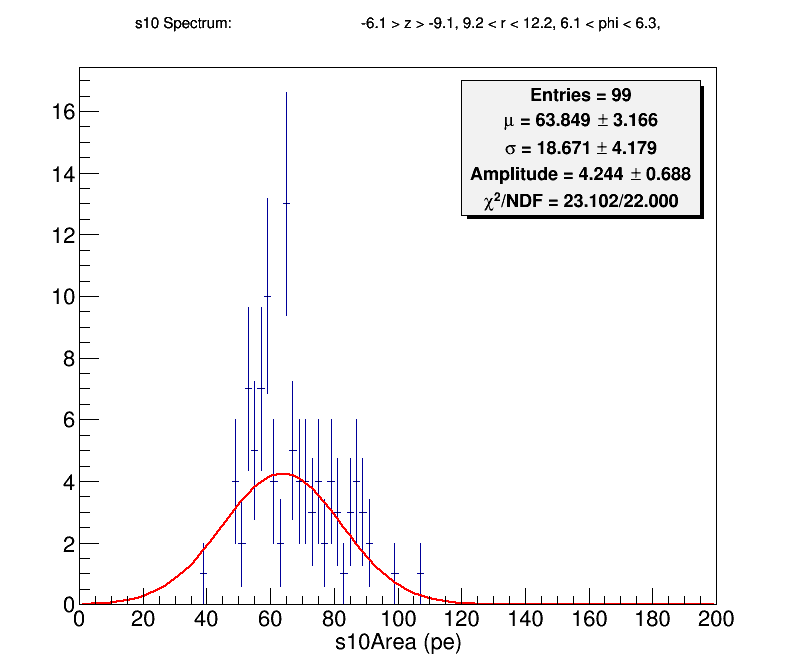 s10 Spectrum: -6.1 > z > -9.1, 9.2 < r < 12.2, 6.1 < phi < 6.3,
Entries = 99
μ = 63.849 ± 3.166
σ = 18.671 ± 4.179
Amplitude = 4.244 ± 0.688
χ²/NDF = 23.102/22.000
16
14
12
10
8
6
4
2
0
0 20 40 60 80 100 120 140 160 180 200
s10Area (pe)